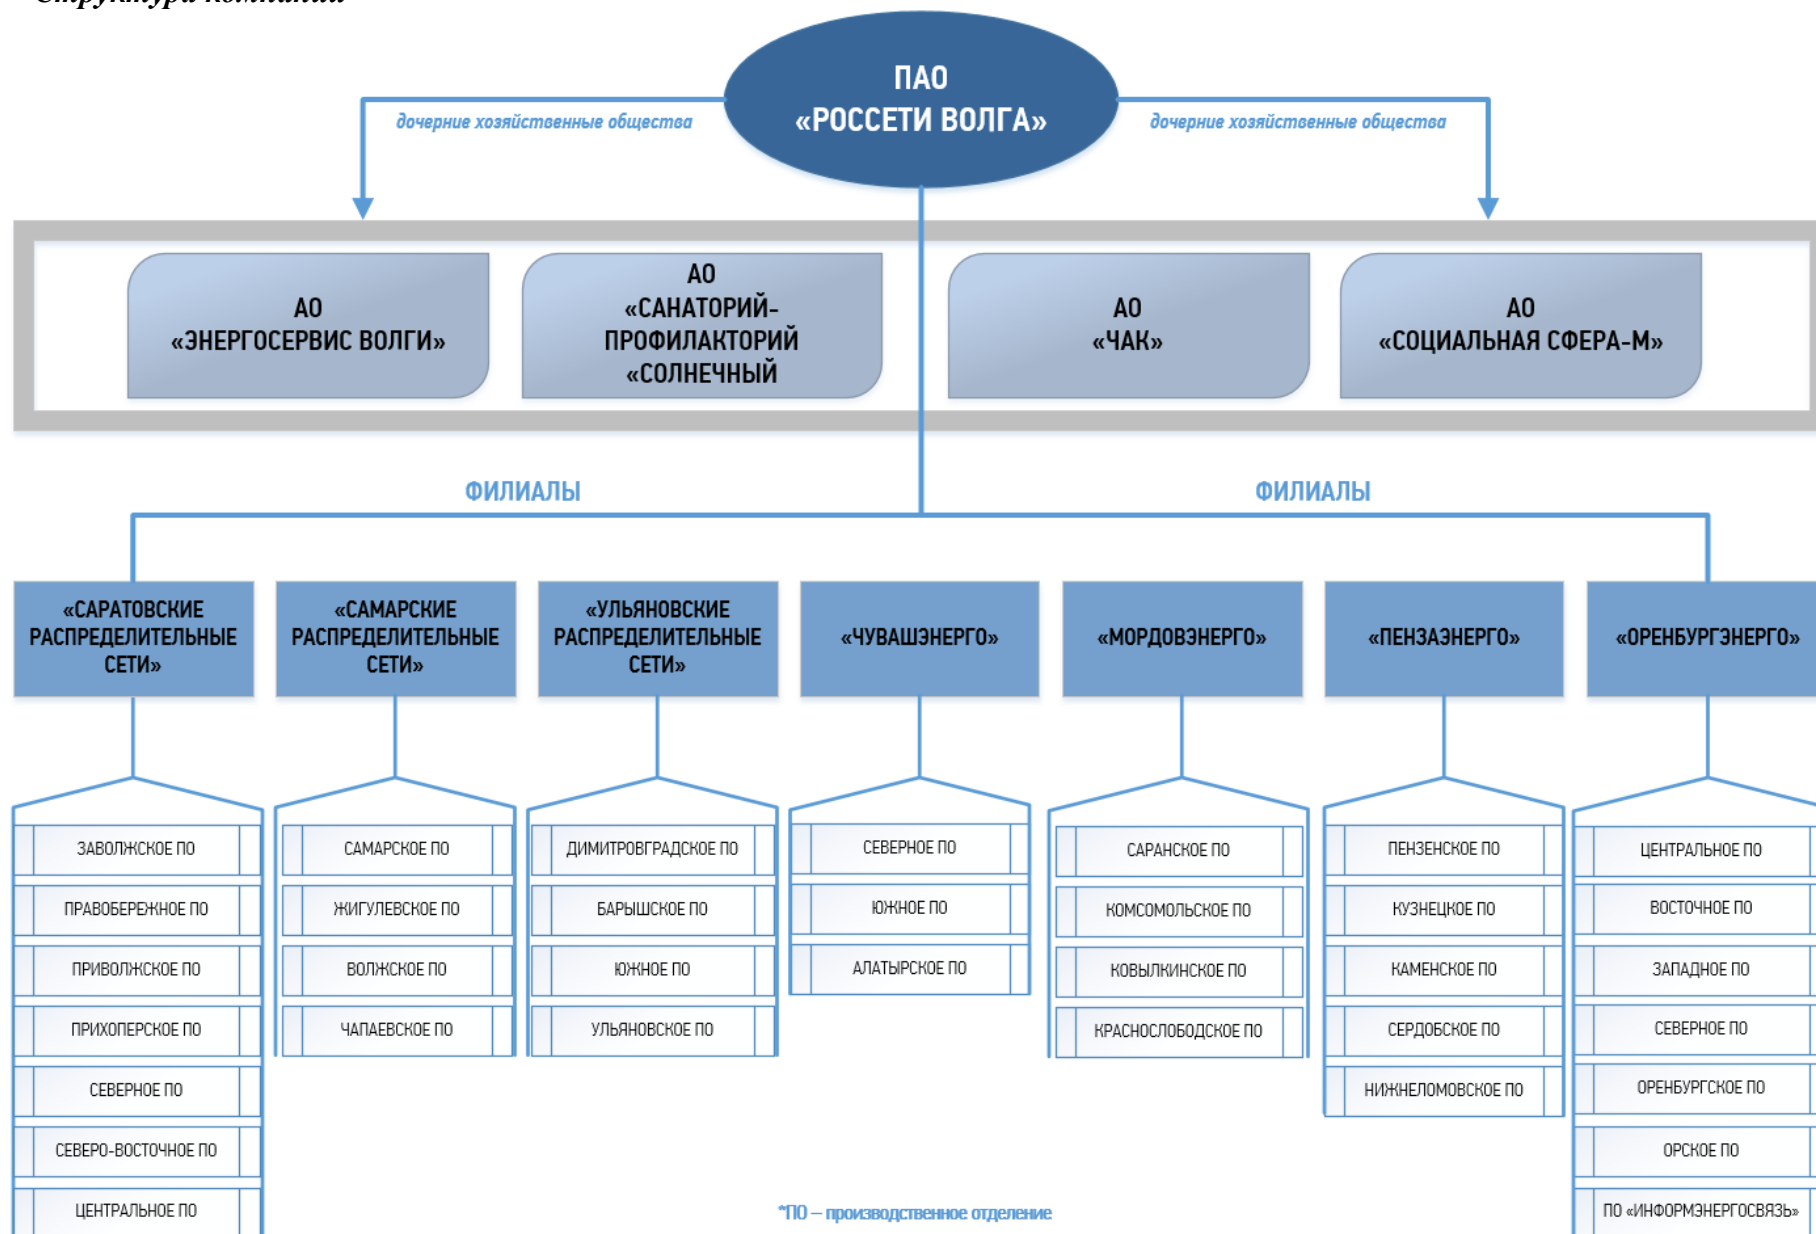 Структура компании
ПАО
«РОССЕТИ ВОЛГА»
дочерние хозяйственные общества
дочерние хозяйственные общества
АО
«ЭНЕРГОСЕРВИС ВОЛГИ»
АО
«САНАТОРИЙ-
ПРОФИЛАКТОРИЙ
«СОЛНЕЧНЫЙ
АО
«ЧАК»
АО
«СОЦИАЛЬНАЯ СФЕРА-М»
ФИЛИАЛЫ
ФИЛИАЛЫ
«САРАТОВСКИЕ
РАСПРЕДЕЛИТЕЛЬНЫЕ
СЕТИ»
«САМАРСКИЕ
РАСПРЕДЕЛИТЕЛЬНЫЕ
СЕТИ»
«УЛЬЯНОВСКИЕ
РАСПРЕДЕЛИТЕЛЬНЫЕ
СЕТИ»
«ЧУВАШЭНЕРГО»
«МОРДОВЭНЕРГО»
«ПЕНЗАЭНЕРГО»
«ОРЕНБУРГЭНЕРГО»
ЗАВОЛЖСКОЕ ПО
ПРАВОБЕРЕЖНОЕ ПО
ПРИВОЛЖСКОЕ ПО
ПРИХОПЕРСКОЕ ПО
СЕВЕРНОЕ ПО
СЕВЕРО-ВОСТОЧНОЕ ПО
ЦЕНТРАЛЬНОЕ ПО
САМАРСКОЕ ПО
ЖИГУЛЕВСКОЕ ПО
ВОЛЖСКОЕ ПО
ЧАПАЕВСКОЕ ПО
ДИМИТРОВГРАДСКОЕ ПО
БАРЫШСКОЕ ПО
ЮЖНОЕ ПО
УЛЬЯНОВСКОЕ ПО
СЕВЕРНОЕ ПО
ЮЖНОЕ ПО
АЛАТЫРСКОЕ ПО
САРАНСКОЕ ПО
КОМСОМОЛЬСКОЕ ПО
КОВЫЛКИНСКОЕ ПО
КРАСНОСЛОБОДСКОЕ ПО
ПЕНЗЕНСКОЕ ПО
КУЗНЕЦКОЕ ПО
КАМЕНСКОЕ ПО
СЕРДОБСКОЕ ПО
НИЖНЕЛОМОВСКОЕ ПО
ЦЕНТРАЛЬНОЕ ПО
ВОСТОЧНОЕ ПО
ЗАПАДНОЕ ПО
СЕВЕРНОЕ ПО
ОРЕНБУРГСКОЕ ПО
ОРСКОЕ ПО
ПО «ИНФОРМЭНЕРГОСВЯЗЬ»
*ПО – производственное отделение